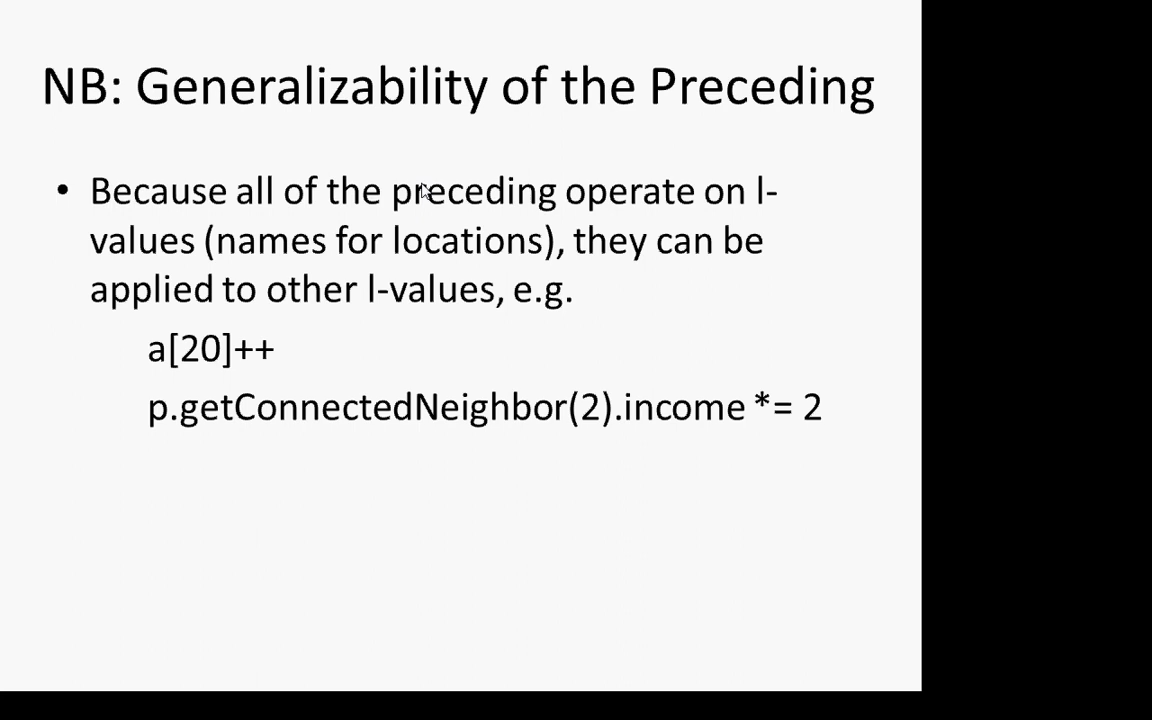 NB: Generalizability of the Preceding
• Because all of the preceding operate on l-
values (names for locations), they can be
applied to other l-values, e.g.
a[20]++
p.getConnectedNeighbor(2).income *= 2